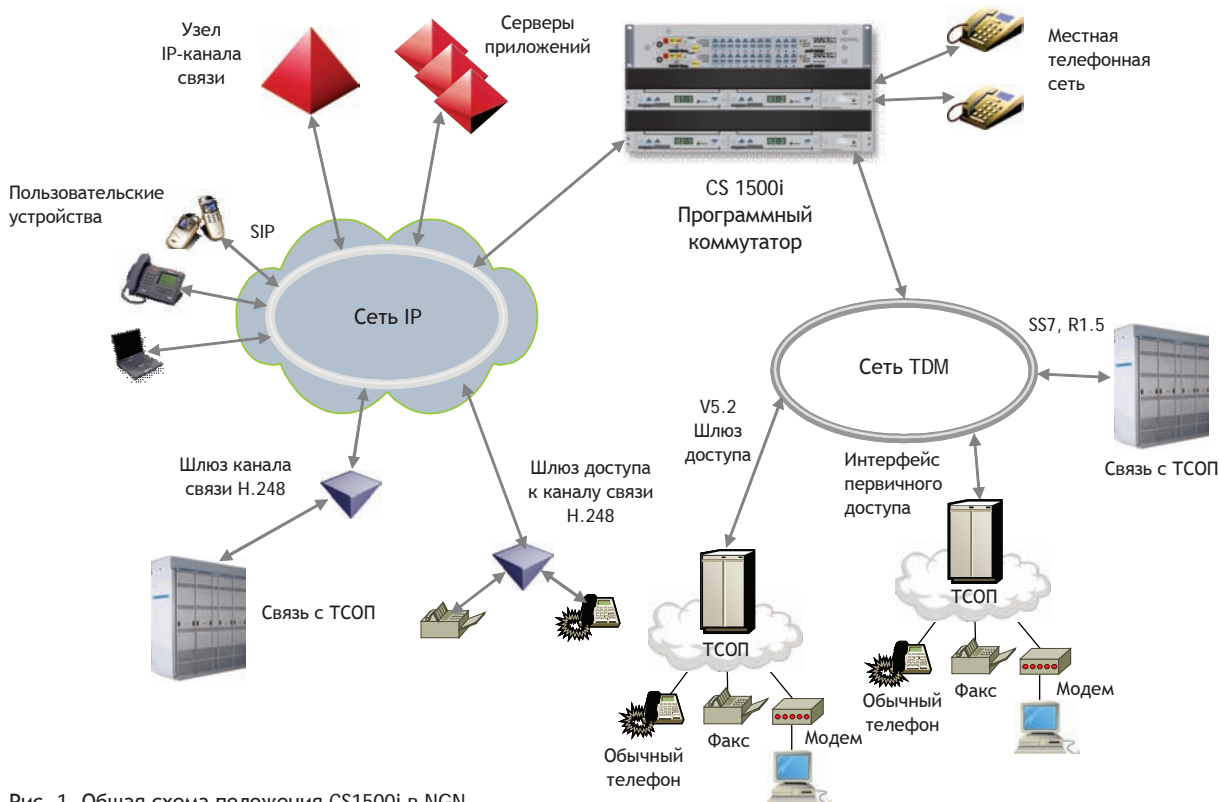 Узел
IP-канала
связи
Серверы
приложений
Местная
телефонная
сеть
Пользовательские
устройства
SIP
CS 1500i
Программный
коммутатор
Сеть IP
Сеть TDM
SS7, R1.5
V5.2
Шлюз
доступа
Интерфейс
первичного
доступа
Связь с ТСОП
Шлюз канала
связи H.248
Шлюз доступа
к каналу связи
H.248
Связь с ТСОП
ТСОП
ТСОП
Обычный
телефон
Факс
Модем
Обычный
телефон
Факс
Модем
Рис. 1. Общая схема положения CS1500i в NGN